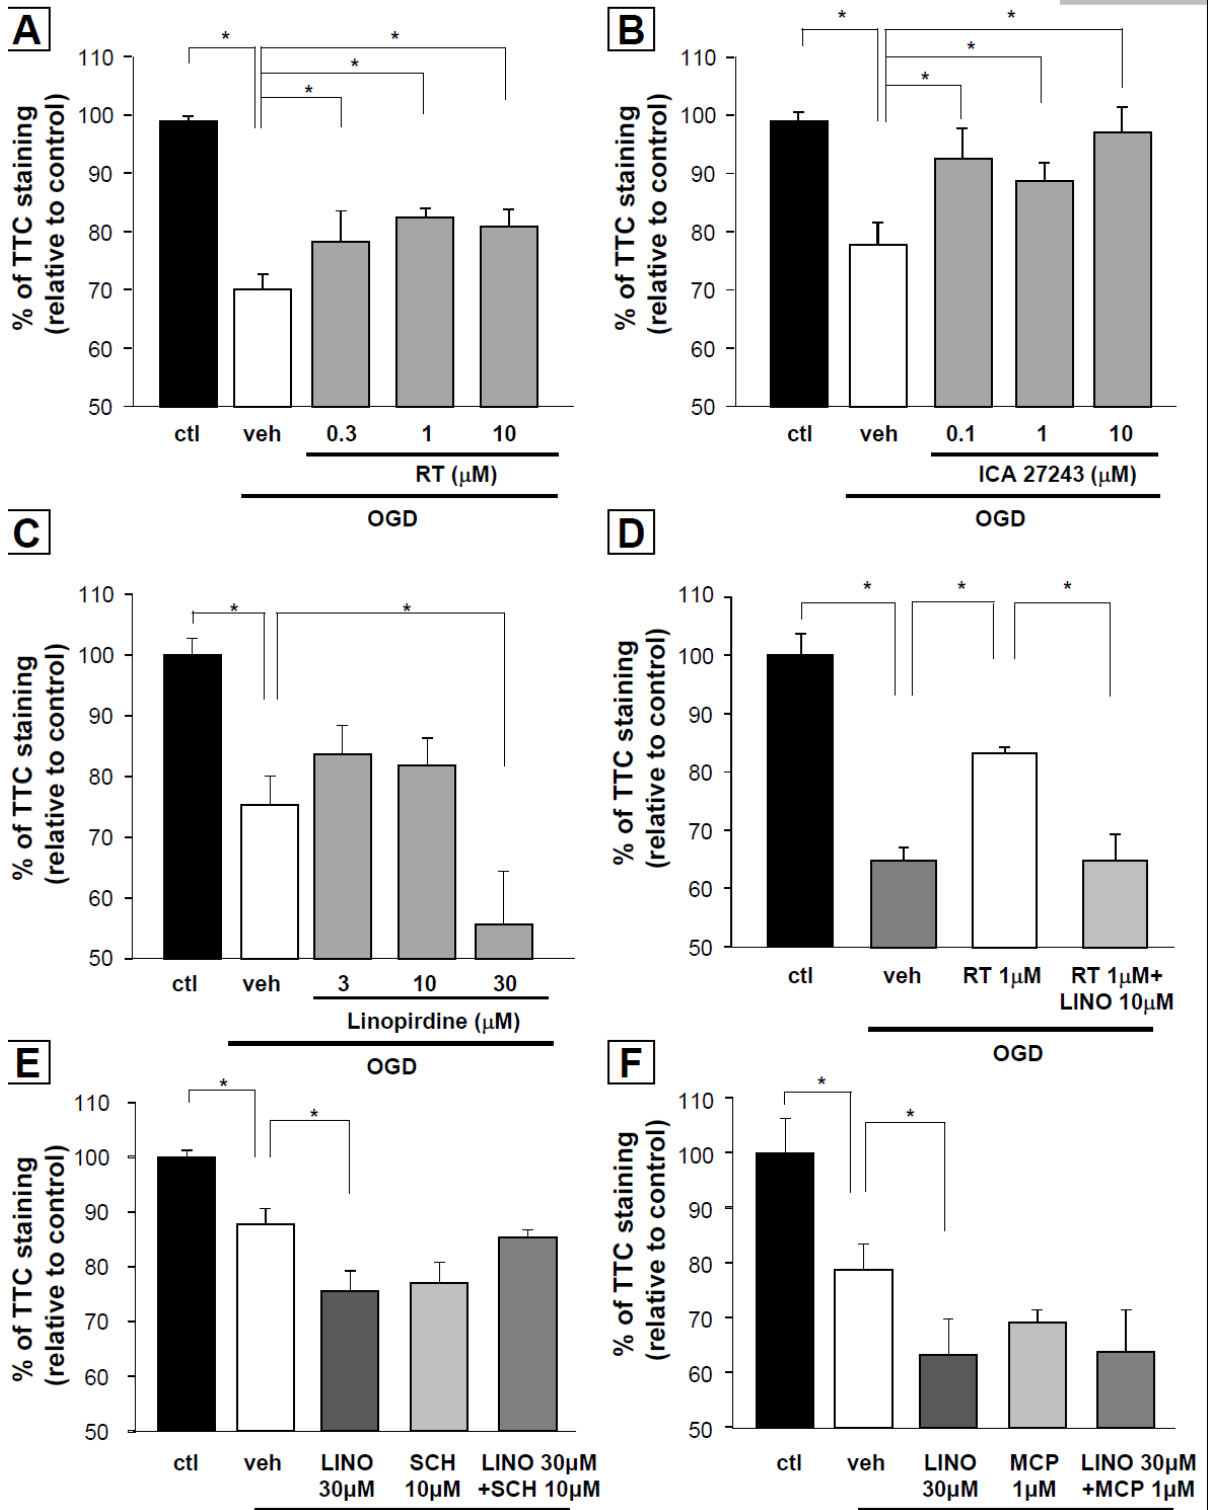 A
% of TTC staining
(relative to control)
110
100
90
80
70
60
50
* * * *
ctl veh 0.3 1 10
RT (μM)
OGD
B
% of TTC staining
(relative to control)
110
100
90
80
70
60
50
* * * *
ctl veh 0.1 1 10
ICA 27243 (μM)
OGD
C
% of TTC staining
(relative to control)
110
100
90
80
70
60
50
* *
ctl veh 3 10 30
Linopirdine (μM)
OGD
D
% of TTC staining
(relative to control)
110
100
90
80
70
60
50
* * *
ctl veh RT 1μM RT 1μM+
LINO 10μM
OGD
E
% of TTC staining
(relative to control)
110
100
90
80
70
60
50
* *
ctl veh LINO SCH LINO 30μM
30μM 10μM +SCH 10μM
F
% of TTC staining
(relative to control)
110
100
90
80
70
60
50
* *
ctl veh LINO MCP LINO 30μM
30μM 1μM +MCP 1μM